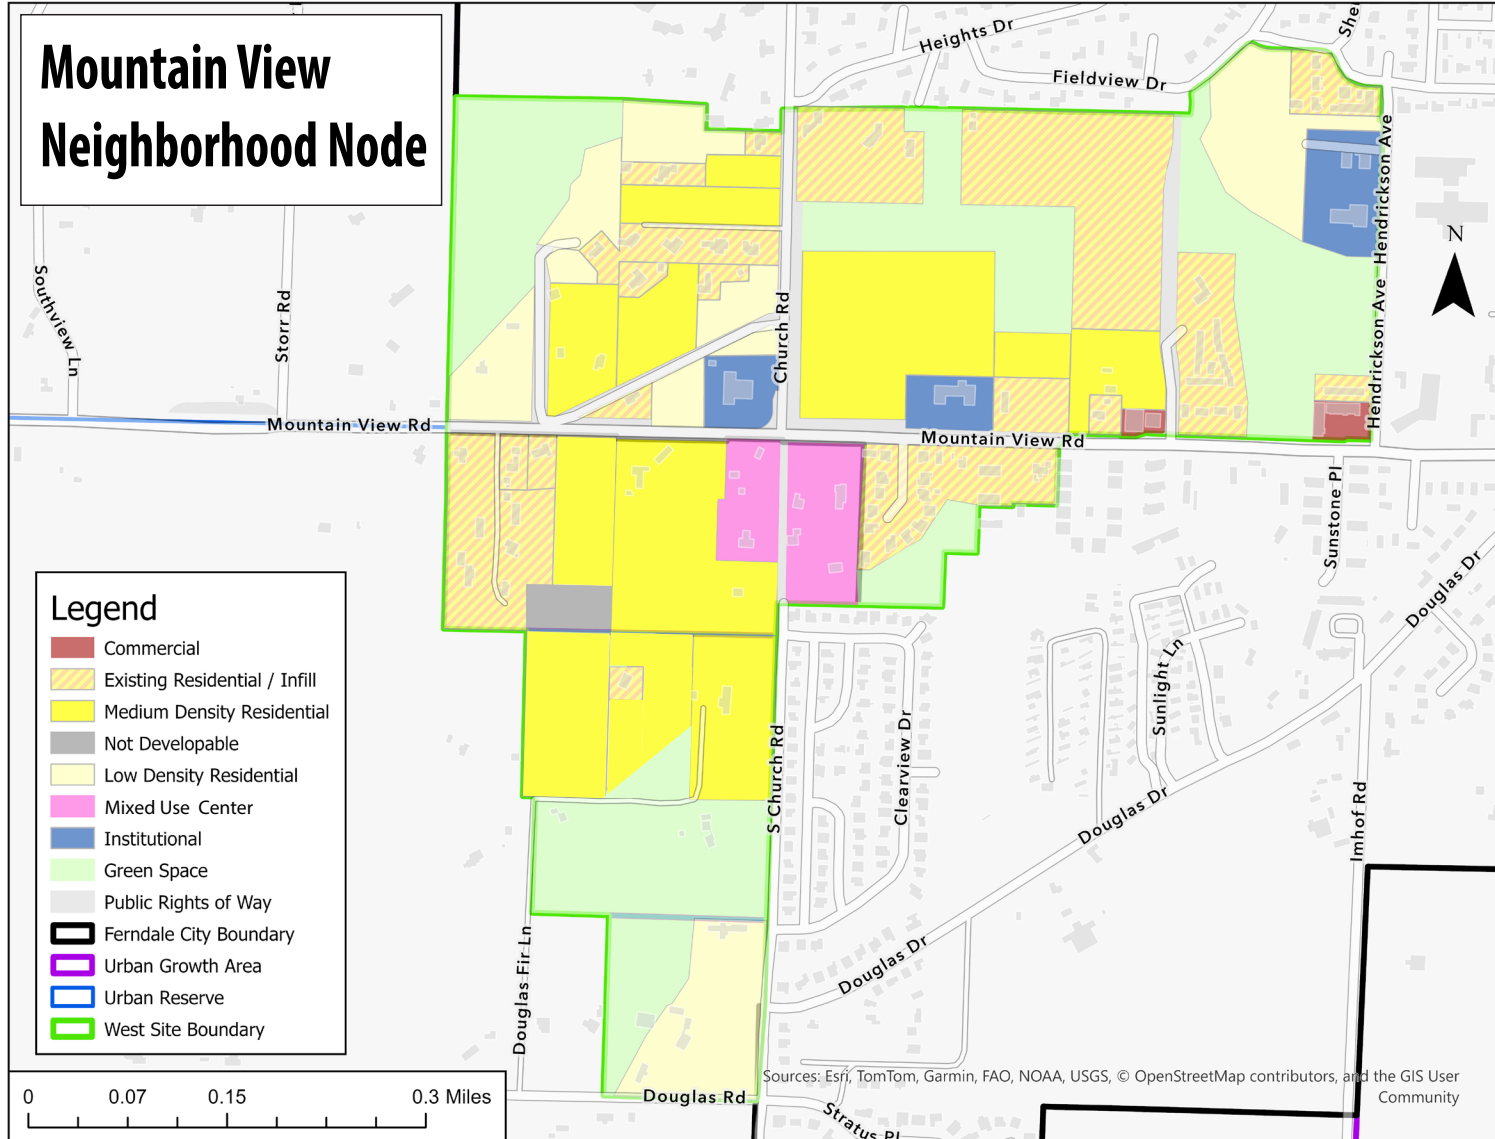 Mountain View
Neighborhood Node
Heights Dr
Fieldview Dr
Hendrickson Ave
Hendrickson Ave
N
Southview Ln
Storr Rd
Church Rd
Mountain View Rd
Mountain View Rd
Sunstone Pl
Douglas Dr
Sunlight Ln
Clearview Dr
S Church Rd
Douglas Dr
Imhof Rd
Douglas Dr
Douglas Fir Ln
Douglas Rd
Stratus Pl
Legend
Commercial
Existing Residential / Infill
Medium Density Residential
Not Developable
Low Density Residential
Mixed Use Center
Institutional
Green Space
Public Rights of Way
Ferndale City Boundary
Urban Growth Area
Urban Reserve
West Site Boundary
0 0.07 0.15 0.3 Miles
Sources: Esri, TomTom, Garmin, FAO, NOAA, USGS, © OpenStreetMap contributors, and the GIS User
Community